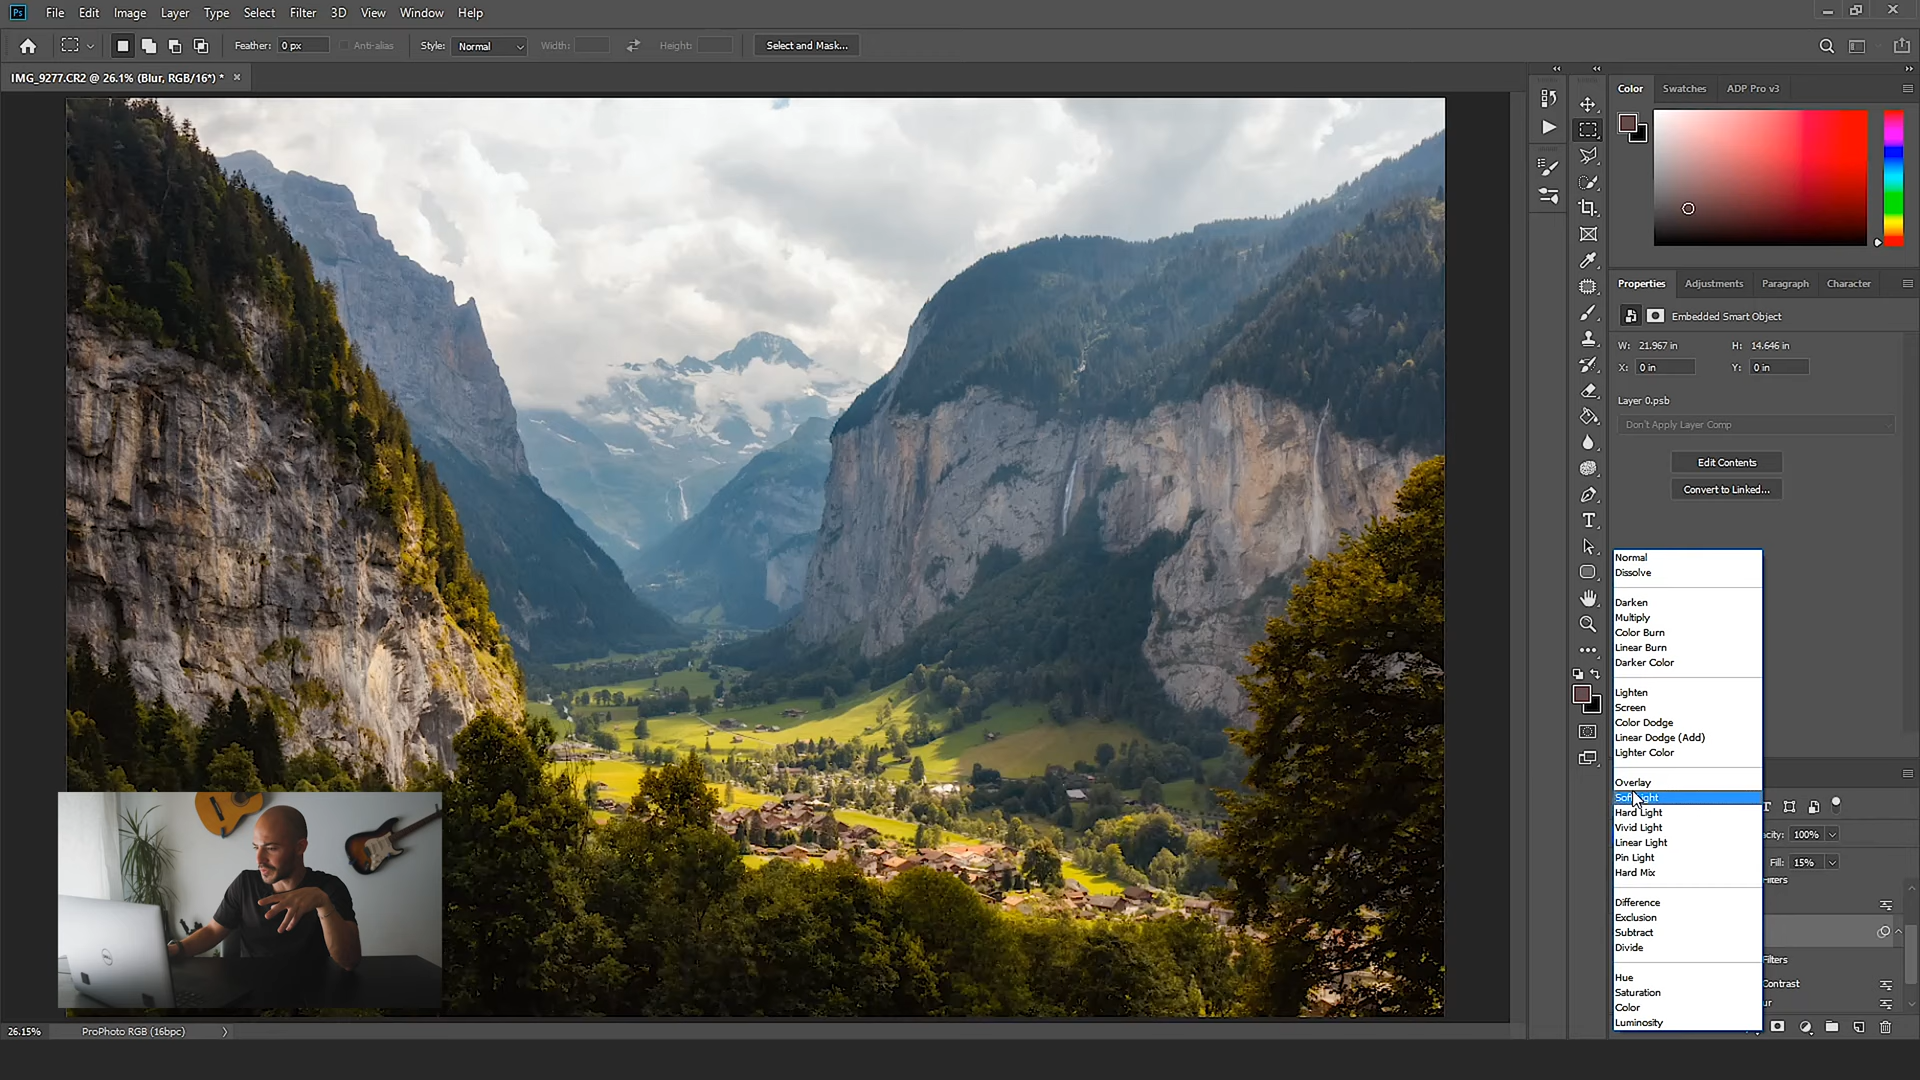 Ps File Edit Image Layer Type Select Filter 3D View Window Help
Feather: 0 px Anti-alias Style: Normal Width: Height: Select and Mask...
IMG_9277.CR2 @ 26.1% (Blur, RGB/16*) * ×
Color Swatches ADP Pro v3
Properties Adjustments Paragraph Character
Embedded Smart Object
W: 21.967 in H: 14.646 in
X: 0 in Y: 0 in
Layer 0.psb
Don't Apply Layer Comp
Edit Contents
Convert to Linked...
Normal
Dissolve
Darken
Multiply
Color Burn
Linear Burn
Darker Color
Lighten
Screen
Color Dodge
Linear Dodge (Add)
Lighter Color
Overlay
Soft Light
Hard Light
Vivid Light
Linear Light
Pin Light
Hard Mix
Difference
Exclusion
Subtract
Divide
Hue
Saturation
Color
Luminosity
acity: 100%
Fill: 15%
Filters
Filters
Contrast
ur
26.15% ProPhoto RGB (16bpc)